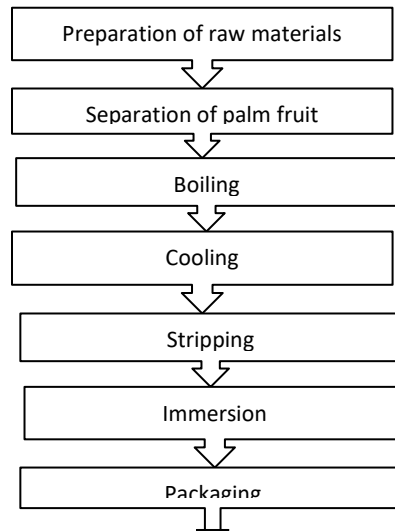 Preparation of raw materials
Separation of palm fruit
Boiling
Cooling
Stripping
Immersion
Packaging